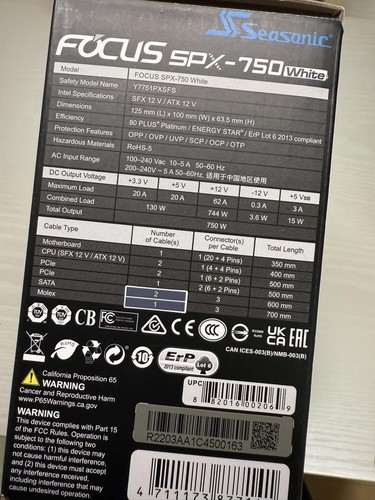 Seasonic®
FOCUS SPX-750 White
Model FOCUS SPX-750 White
Safety Model Name Y7751PXSFS
Intel Specifications SFX 12 V / ATX 12 V
Dimensions 125 mm (L) x 100 mm (W) x 63.5 mm (H)
Efficiency 80 PLUS® Platinum / ENERGY STAR® / ErP Lot 6 2013 compliant
Protection Features OPP / OVP / UVP / SCP / OCP / OTP
Hazardous Materials RoHS-5
AC Input Range 100-240 Vac 10-5 A 50-60 Hz
200-240 V ~ 5 A 50-60 Hz, 适用于中国地区使用
DC Output Voltage +3.3 V +5 V +12 V -12 V +5 VSB
Maximum Load 20 A 20 A 62 A 0.3 A 3 A
Combined Load 130 W 744 W 3.6 W 15 W
Total Output 750 W
Cable Type Number of Cable(s) Connector(s) per Cable Total Length
Motherboard 1 1 (20 + 4 Pins) 350 mm
CPU (SFX 12 V / ATX 12 V) 2 1 (4 + 4 Pins) 400 mm
PCIe 2 1 (6 + 2 Pins) 500 mm
PCIe 1 2 (6 + 2 Pins) 500 mm
SATA 2 3 600 mm
Molex 1 3 700 mm
TÜV TÜV CB FC CE CCC UK CA EAC
CAN ICES-003(B)/NMB-003(B)
10 ErP 2013 compliant Lot 6
California Proposition 65
WARNING
Cancer and Reproductive Harm
www.P65Warnings.ca.gov
UPC
8 82016 00206 9
WARNING
This device complies with Part 15
of the FCC Rules. Operation is
subject to the following two
conditions: (1) this device may
not cause harmful interference,
and (2) this device must accept
any interference received,
including interference that may
cause undesired operation.
R2203AA1C4500163